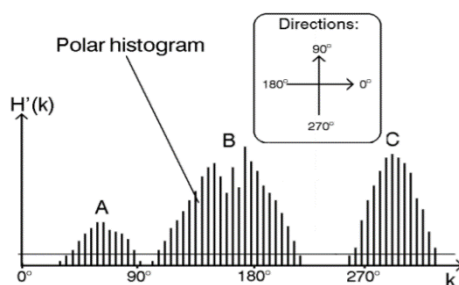 Directions:
90°
180°
0°
270°
Polar histogram
H'(k)
A
B
C
0°
90°
180°
270°
k